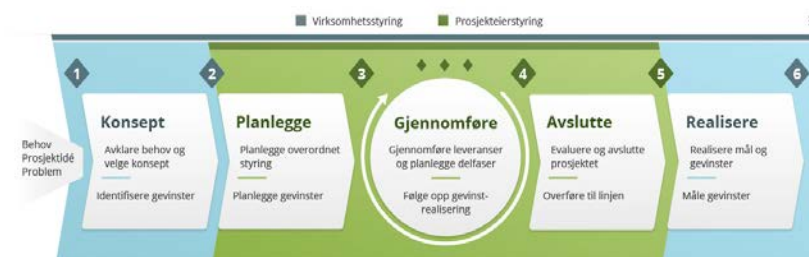 Virksomhetsstyring
Prosjekteierstyring
1
2
3
4
5
6
Behov
Prosjektidé
Problem
Konsept
Avklare behov og
velge konsept
Identifisere gevinster
Planlegge
Planlegge overordnet
styring
Planlegge gevinster
Gjennomføre
Gjennomføre leveranser
og planlegge delfaser
Følge opp gevinst-
realisering
Avslutte
Evaluere og avslutte
prosjektet
Overføre til linjen
Realisere
Realisere mål og
gevinster
Måle gevinster